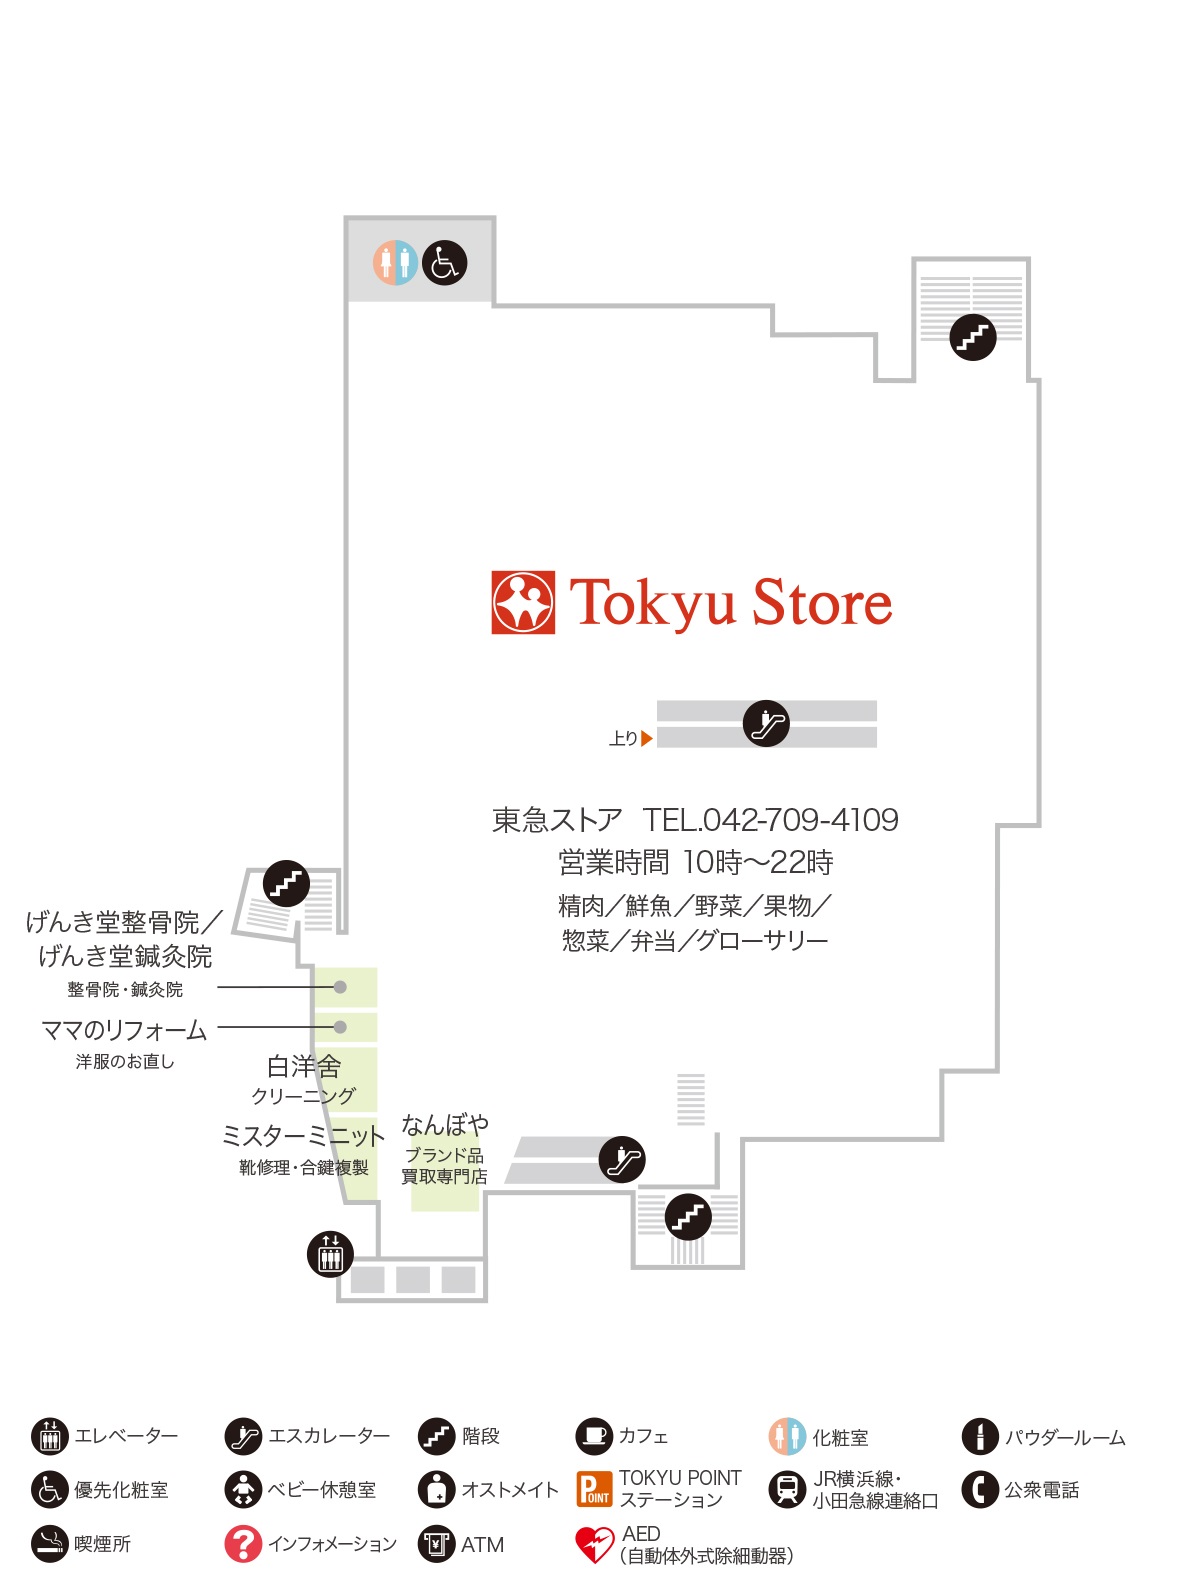 Tokyu Store
上り
東急ストア TEL.042-709-4109
営業時間 10時〜22時
精肉／鮮魚／野菜／果物／
惣菜／弁当／グローサリー
げんき堂整骨院／
げんき堂鍼灸院
整骨院・鍼灸院
ママのリフォーム
洋服のお直し
白洋舍
クリーニング
ミスターミニット
靴修理・合鍵複製
なんぼや
ブランド品
買取専門店
エレベーター
エスカレーター
階段
カフェ
化粧室
パウダールーム
優先化粧室
ベビー休憩室
オストメイト
POINT
TOKYU POINT
ステーション
JR横浜線・
小田急線連絡口
公衆電話
喫煙所
インフォメーション
¥
ATM
AED
（自動体外式除細動器）